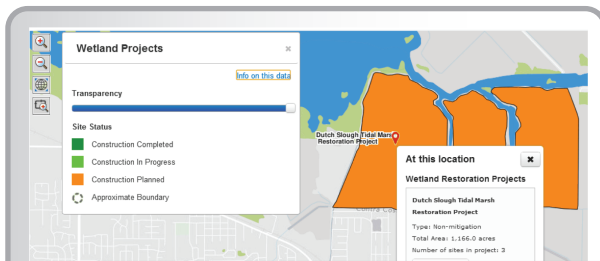 Wetland Projects
×
Info on this data
Transparency
Site Status
Construction Completed
Construction In Progress
Construction Planned
Approximate Boundary
Dutch Slough Tidal Mars
Restoration Project
At this location
×
Wetland Restoration Projects
Dutch Slough Tidal Marsh
Restoration Project
Type: Non-mitigation
Total Area: 1,166.0 acres
Number of sites in project: 3